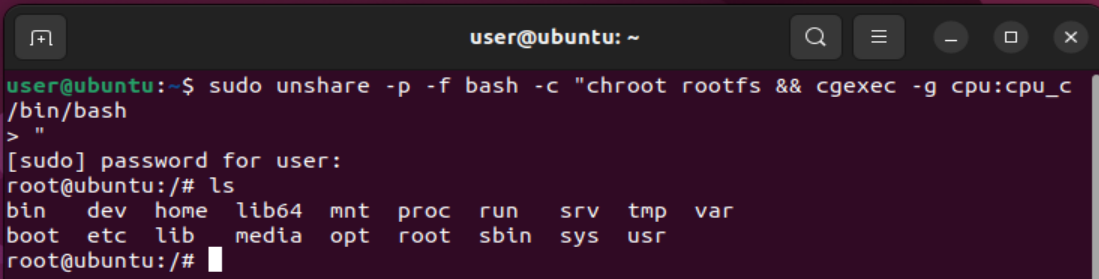 user@ubuntu: ~
user@ubuntu:~$ sudo unshare -p -f bash -c "chroot rootfs && cgexec -g cpu:cpu_c
/bin/bash
> "
[sudo] password for user:
root@ubuntu:/# ls
bin   dev  home  lib64  mnt  proc  run   srv  tmp  var
boot  etc  lib   media  opt  root  sbin  sys  usr
root@ubuntu:/#